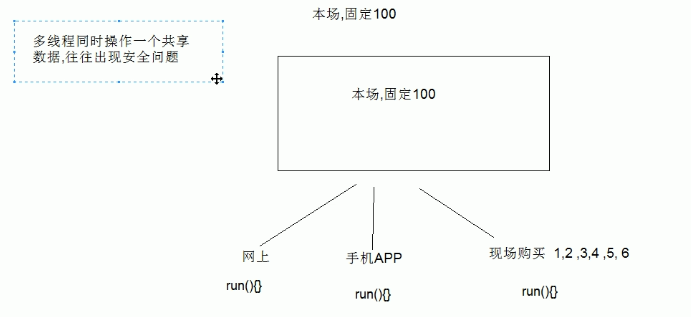 本场,固定100
多线程同时操作一个共享
数据,往往出现安全问题
本场,固定100
网上
手机APP
现场购买 1,2 ,3,4 ,5, 6
run(){}
run(){}
run(){}